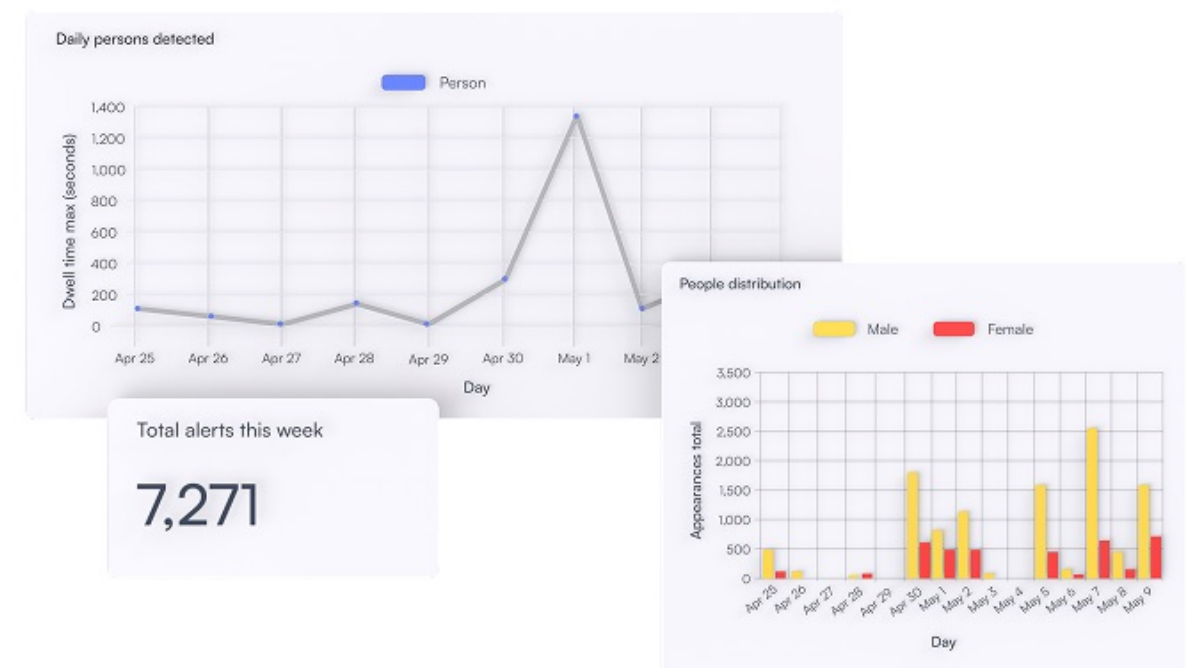 Daily persons detected
Person
Dwell time max (seconds)
1,400
1,200
1,000
800
600
400
200
0
Apr 25 Apr 26 Apr 27 Apr 28 Apr 29 Apr 30 May 1 May 2
Day
Total alerts this week
7,271
People distribution
Male Female
Appearances total
3,500
3,000
2,500
2,000
1,500
1,000
500
0
Apr 25 Apr 26 Apr 27 Apr 28 Apr 29 Apr 30 May 1 May 2 May 3 May 4 May 5 May 6 May 7 May 8 May 9
Day